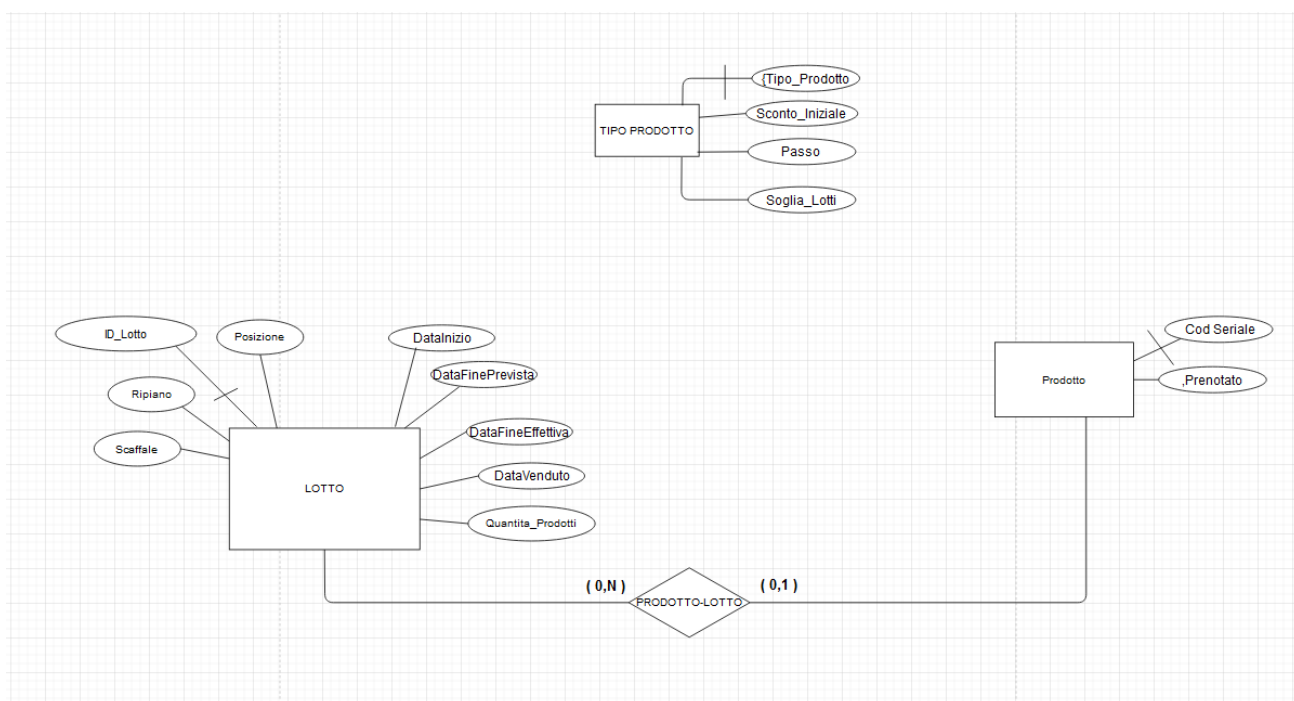 {Tipo_Prodotto
Sconto_Iniziale
TIPO PRODOTTO
Passo
Soglia_Lotti
ID_Lotto
Posizione
DataInizio
Cod Seriale
DataFinePrevista
Prodotto
,Prenotato
Ripiano
DataFineEffettiva
Scaffale
DataVenduto
LOTTO
Quantita_Prodotti
( 0,N )
( 0,1 )
PRODOTTO-LOTTO